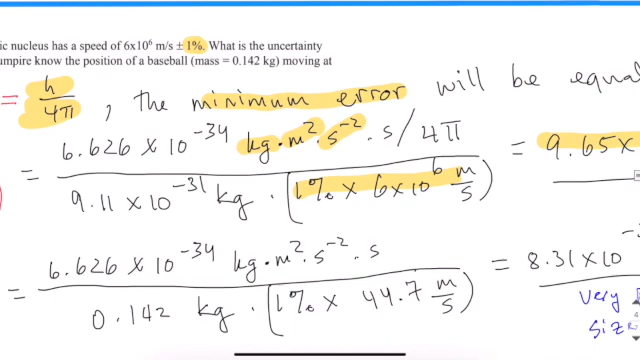 ic nucleus has a speed of 6x10⁶ m/s ± 1%. What is the uncertainty
umpire know the position of a baseball (mass = 0.142 kg) moving at
= h / 4π , the minimum error will be equal
= 6.626 × 10⁻³⁴ kg · m² · s⁻² · s / 4π
9.11 × 10⁻³¹ kg · (1% × 6 × 10⁶ m/s) = 9.65 ×
= 6.626 × 10⁻³⁴ kg · m² · s⁻² · s
0.142 kg · (1% × 44.7 m/s) = 8.31 × 10⁻³
very
size